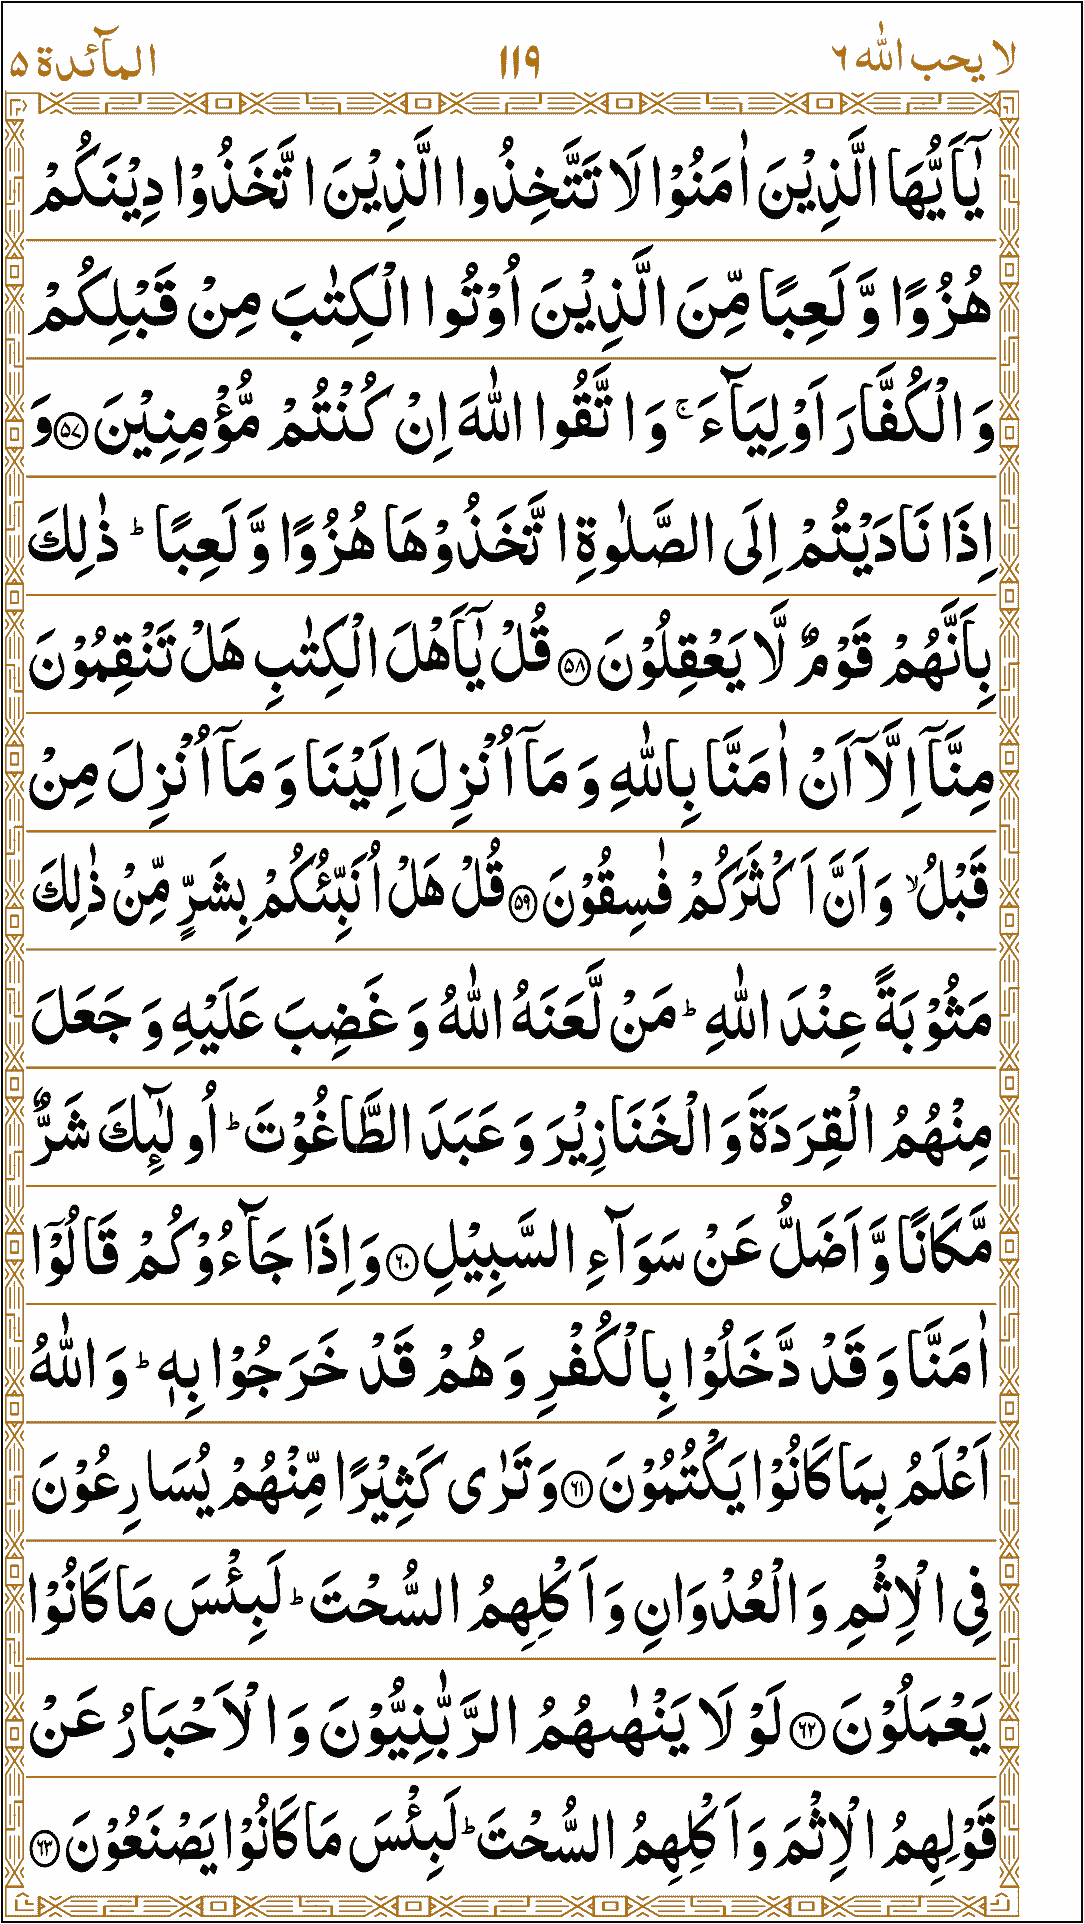 لا يحب الله ٦ ١١٩ المآئدة ٥
يٰۤاَيُّهَا الَّذِيْنَ اٰمَنُوْا لَا تَتَّخِذُوا الَّذِيْنَ اتَّخَذُوْا دِيْنَكُمْ
هُزُوًا وَّ لَعِبًا مِّنَ الَّذِيْنَ اُوْتُوا الْكِتٰبَ مِنْ قَبْلِكُمْ
وَ الْكُفَّارَ اَوْلِيَآءَ ۚ وَ اتَّقُوا اللّٰهَ اِنْ كُنْتُمْ مُّؤْمِنِيْنَ ۝٥٧ وَ
اِذَا نَادَيْتُمْ اِلَى الصَّلٰوةِ اتَّخَذُوْهَا هُزُوًا وَّ لَعِبًا ؕ ذٰلِكَ
بِاَنَّهُمْ قَوْمٌ لَّا يَعْقِلُوْنَ ۝٥٨ قُلْ يٰۤاَهْلَ الْكِتٰبِ هَلْ تَنْقِمُوْنَ
مِنَّاۤ اِلَّاۤ اَنْ اٰمَنَّا بِاللّٰهِ وَ مَاۤ اُنْزِلَ اِلَيْنَا وَ مَاۤ اُنْزِلَ مِنْ
قَبْلُ ۙ وَ اَنَّ اَكْثَرَكُمْ فٰسِقُوْنَ ۝٥٩ قُلْ هَلْ اُنَبِّئُكُمْ بِشَرٍّ مِّنْ ذٰلِكَ
مَثُوْبَةً عِنْدَ اللّٰهِ ؕ مَنْ لَّعَنَهُ اللّٰهُ وَ غَضِبَ عَلَيْهِ وَ جَعَلَ
مِنْهُمُ الْقِرَدَةَ وَ الْخَنَازِيْرَ وَ عَبَدَ الطَّاغُوْتَ ؕ اُولٰٓئِكَ شَرٌّ
مَّكَانًا وَّ اَضَلُّ عَنْ سَوَآءِ السَّبِيْلِ ۝٦٠ وَ اِذَا جَآءُوْكُمْ قَالُوْۤا
اٰمَنَّا وَ قَدْ دَّخَلُوْا بِالْكُفْرِ وَ هُمْ قَدْ خَرَجُوْا بِهٖ ؕ وَ اللّٰهُ
اَعْلَمُ بِمَا كَانُوْا يَكْتُمُوْنَ ۝٦١ وَ تَرٰى كَثِيْرًا مِّنْهُمْ يُسَارِعُوْنَ
فِي الْاِثْمِ وَ الْعُدْوَانِ وَ اَكْلِهِمُ السُّحْتَ ؕ لَبِئْسَ مَا كَانُوْا
يَعْمَلُوْنَ ۝٦٢ لَوْ لَا يَنْهٰىهُمُ الرَّبّٰنِيُّوْنَ وَ الْاَحْبَارُ عَنْ
قَوْلِهِمُ الْاِثْمَ وَ اَكْلِهِمُ السُّحْتَ ؕ لَبِئْسَ مَا كَانُوْا يَصْنَعُوْنَ ۝٦٣